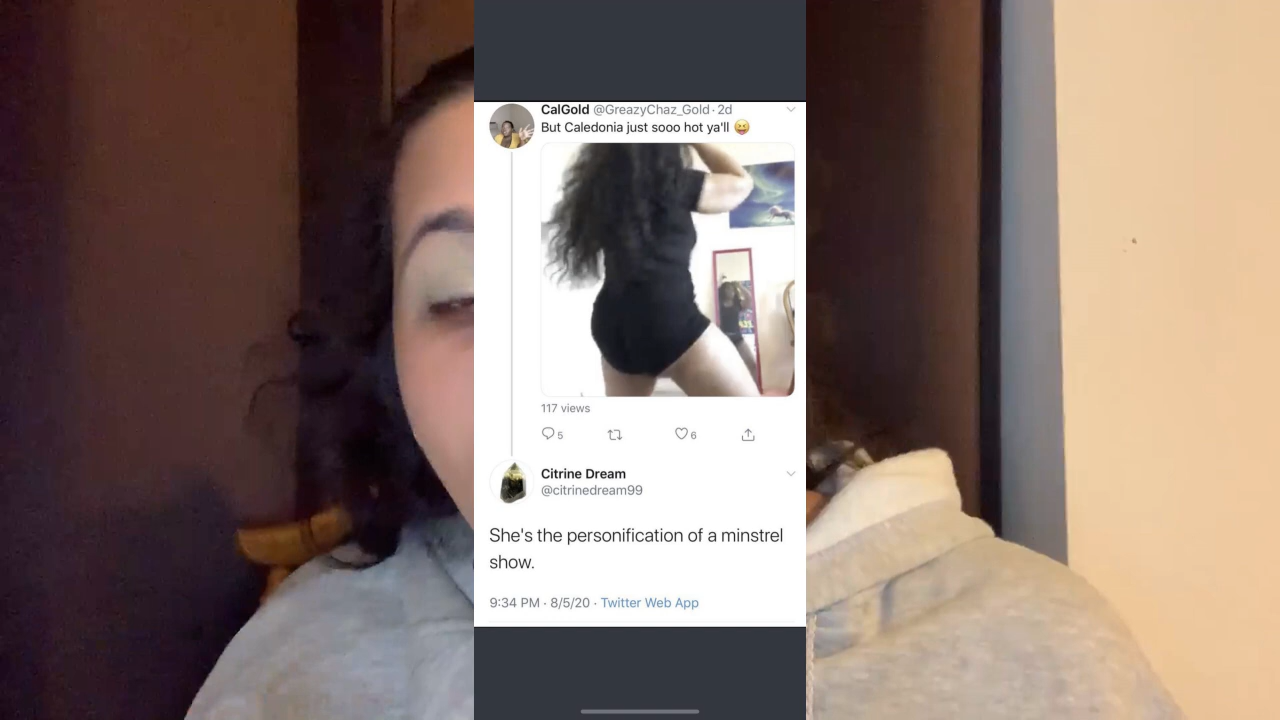 CalGold @GreazyChaz_Gold · 2d
But Caledonia just sooo hot ya'll 😝
117 views
5 6
Citrine Dream
@citrinedream99
She's the personification of a minstrel
show.
9:34 PM · 8/5/20 · Twitter Web App